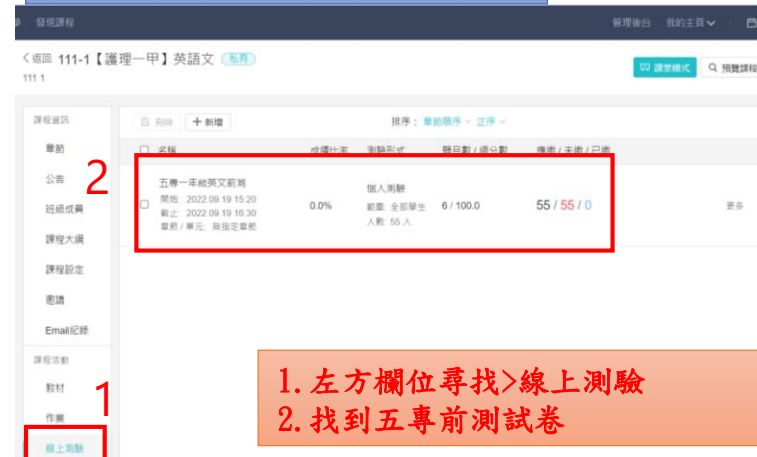 發現課程
管理後台 我的主頁
返回 111-1【護理一甲】英語文 私有
111 1
課堂模式 預覽課程
課程資訊
章節
公告
班級成員
課程大綱
課程設定
邀請
Email紀錄
課程活動
教材
作業
線上測驗
刪除 +新增 排序: 章節順序 正序
名稱 成績比率 測驗形式 題目數 / 總分數 應繳 / 未繳 / 已繳
五專一年級英文前測
開始: 2022.09.19 15:20
截止: 2022.09.19 16:30
章節 / 單元: 無指定章節
0.0%
個人測驗
範圍: 全部學生
人數: 55 人
6 / 100.0
55 / 55 / 0
更多
2
1
1. 左方欄位尋找>線上測驗
2. 找到五專前測試卷